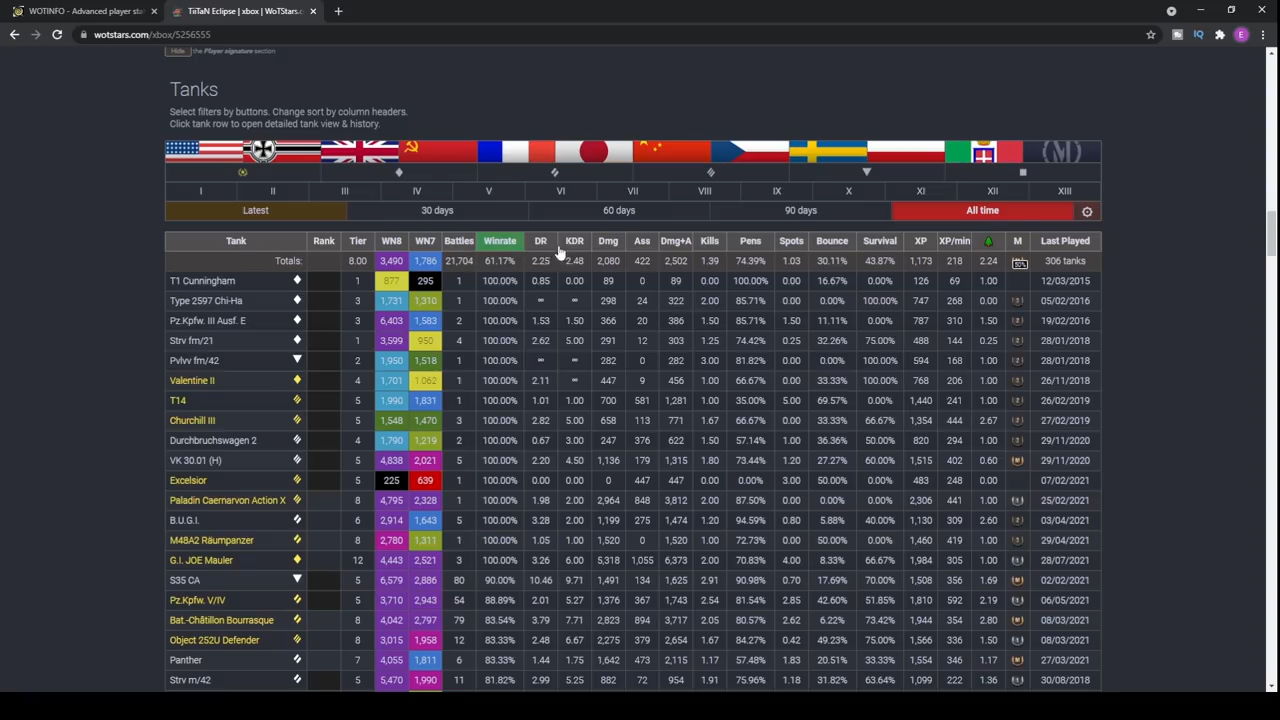 WOTINFO - Advanced player sta
TiiTaN Eclipse | xbox | WoTStars.c
wotstars.com/xbox/5256555
E
Hide the Player signature section
Tanks
Select filters by buttons. Change sort by column headers.
Click tank row to open detailed tank view & history.
I II III IV V VI VII VIII IX X XI XII XIII
Latest 30 days 60 days 90 days All time
Tank Rank Tier WN8 WN7 Battles Winrate DR KDR Dmg Ass Dmg+A Kills Pens Spots Bounce Survival XP XP/min M Last Played
Totals: 8.00 3,490 1,786 21,704 61.17% 2.25 2.48 2,080 422 2,502 1.39 74.39% 1.03 30.11% 43.87% 1,173 218 2.24 306 tanks
T1 Cunningham 1 877 295 1 100.00% 0.85 0.00 89 0 89 0.00 100.00% 0.00 16.67% 0.00% 126 69 1.00 12/03/2015
Type 2597 Chi-Ha 3 1,731 1,310 1 100.00% ∞ ∞ 298 24 322 2.00 85.71% 0.00 0.00% 100.00% 747 268 0.00 05/02/2016
Pz.Kpfw. III Ausf. E 3 6,403 1,583 2 100.00% 1.53 1.50 366 20 386 1.50 85.71% 1.50 11.11% 0.00% 787 310 1.50 19/02/2016
Strv fm/21 1 3,599 950 4 100.00% 2.62 5.00 291 12 303 1.25 74.42% 0.25 32.26% 75.00% 488 144 0.25 28/01/2018
Pvlvv fm/42 2 1,950 1,518 1 100.00% ∞ ∞ 282 0 282 3.00 81.82% 0.00 0.00% 100.00% 594 168 1.00 28/01/2018
Valentine II 4 1,701 1,062 1 100.00% 2.11 ∞ 447 9 456 1.00 66.67% 0.00 33.33% 100.00% 768 206 1.00 26/11/2018
T14 5 1,990 1,831 1 100.00% 1.01 1.00 700 581 1,281 1.00 35.00% 5.00 69.57% 0.00% 1,440 241 1.00 26/02/2019
Churchill III 5 1,548 1,470 3 100.00% 2.82 5.00 658 113 771 1.67 66.67% 0.00 33.33% 66.67% 1,354 444 2.67 27/02/2020
Durchbruchswagen 2 4 1,790 1,219 2 100.00% 0.67 3.00 247 376 622 1.50 57.14% 1.00 36.36% 50.00% 820 294 1.00 29/11/2020
VK 30.01 (H) 5 4,838 2,021 5 100.00% 2.20 4.50 1,136 179 1,315 1.80 73.44% 1.20 27.27% 60.00% 1,515 402 0.60 29/11/2020
Excelsior 5 225 639 1 100.00% 0.00 0.00 0 447 447 0.00 0.00% 3.00 50.00% 0.00% 483 248 0.00 07/02/2021
Paladin Caernarvon Action X 8 4,795 2,328 1 100.00% 1.98 2.00 2,964 848 3,812 2.00 87.50% 0.00 0.00% 0.00% 2,306 441 1.00 25/02/2021
B.U.G.I. 6 2,914 1,643 5 100.00% 3.28 2.00 1,199 275 1,474 1.20 94.59% 0.80 5.88% 40.00% 1,130 309 2.60 03/04/2021
M48A2 Räumpanzer 8 2,780 1,311 1 100.00% 1.05 1.00 1,520 0 1,520 1.00 72.73% 0.00 50.00% 0.00% 1,460 419 1.00 29/04/2021
G.I. JOE Mauler 12 4,443 2,521 3 100.00% 3.26 6.00 5,318 1,055 6,373 2.00 70.83% 4.00 8.33% 66.67% 1,984 305 1.00 13/06/2021
S35 CA 5 6,579 2,886 80 90.00% 10.46 9.71 1,491 134 1,625 2.91 90.98% 0.70 17.69% 70.00% 1,508 356 1.69 02/02/2021
Pz.Kpfw. V/IV 5 3,710 2,943 54 88.89% 2.01 5.27 1,376 367 1,743 2.54 81.54% 2.85 42.60% 51.85% 1,810 592 2.19 06/05/2021
Bat.-Châtillon Bourrasque 8 4,042 2,797 79 83.54% 3.79 7.71 2,823 894 3,717 2.05 80.57% 2.62 6.22% 73.42% 1,944 354 2.80 08/03/2021
Object 252U Defender 8 3,015 1,958 12 83.33% 2.48 6.67 2,275 379 2,654 1.67 84.27% 0.42 49.23% 75.00% 1,566 336 1.50 08/03/2021
Panther 7 4,055 1,811 6 83.33% 1.44 1.75 1,642 473 2,115 1.17 57.48% 1.83 20.51% 33.33% 1,554 346 1.17 27/03/2021
Strv m/42 5 5,470 1,990 11 81.82% 2.99 5.25 882 72 954 1.91 75.96% 1.18 31.82% 63.64% 1,099 222 1.36 30/08/2018